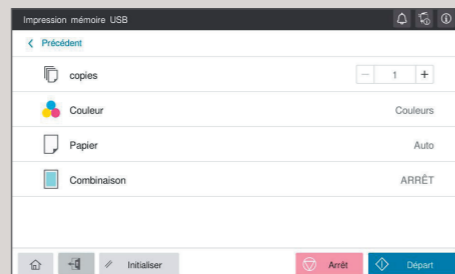 Impression mémoire USB
Précédent
copies 1
Couleur Couleurs
Papier Auto
Combinaison ARRÊT
Initialiser Arrêt Départ